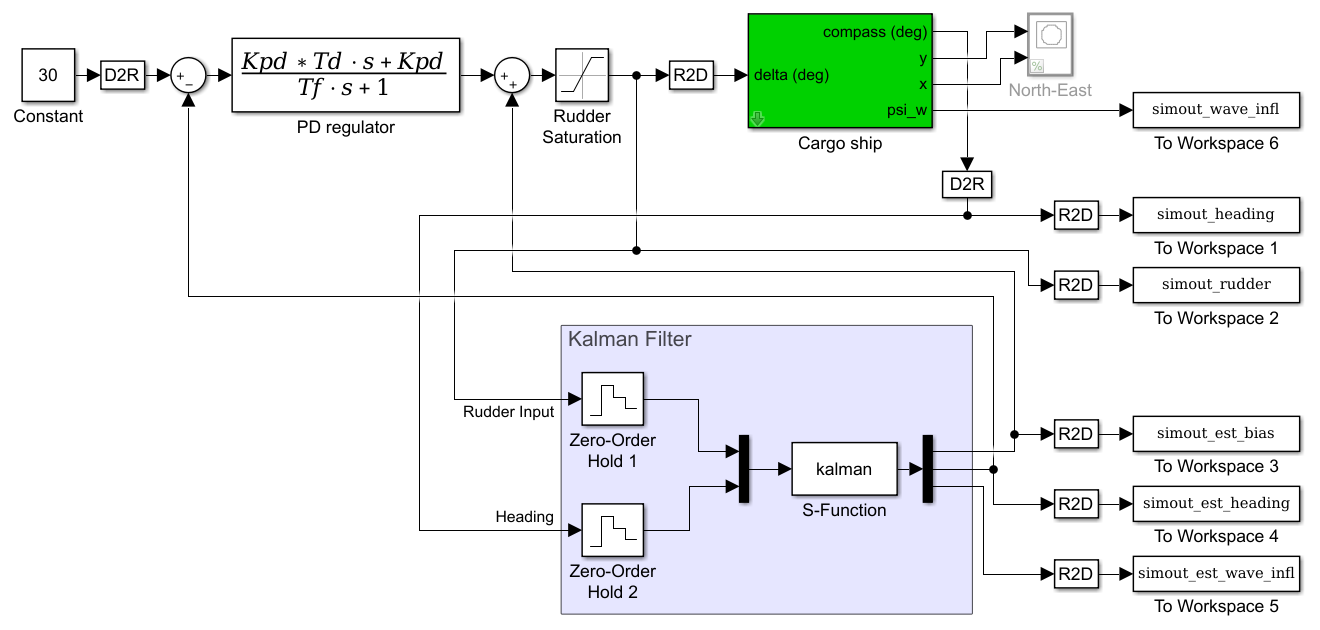 30
Constant
D2R
+
−
Kpd * Td · s + Kpd
Tf · s + 1
PD regulator
+
+
Rudder
Saturation
R2D
delta (deg)
compass (deg)
y
x
psi_w
Cargo ship
%
North-East
simout_wave_infl
To Workspace 6
D2R
R2D
simout_heading
To Workspace 1
R2D
simout_rudder
To Workspace 2
Kalman Filter
Rudder Input
Zero-Order
Hold 1
Heading
Zero-Order
Hold 2
kalman
S-Function
R2D
simout_est_bias
To Workspace 3
R2D
simout_est_heading
To Workspace 4
R2D
simout_est_wave_infl
To Workspace 5